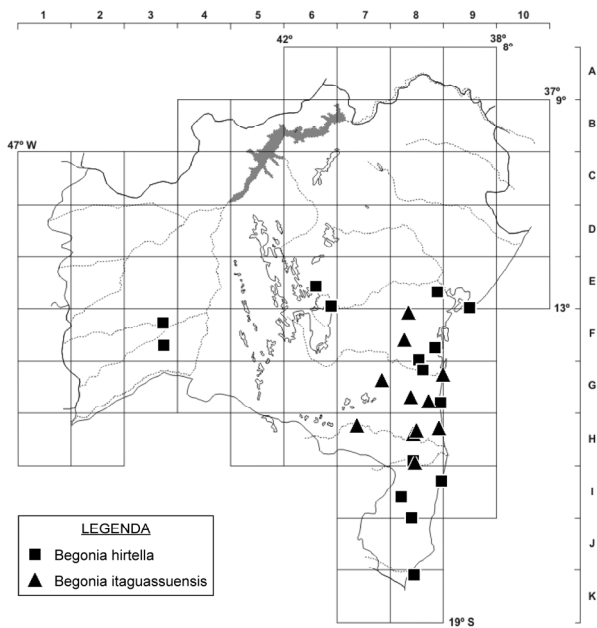 1 2 3 4 5 6 7 8 9 10
42° 38°
8°
A
37°
9°
B
47° W
C
D
E
13°
F
G
H
I
LEGENDA
Begonia hirtella
J
Begonia itaguassuensis
K
19° S